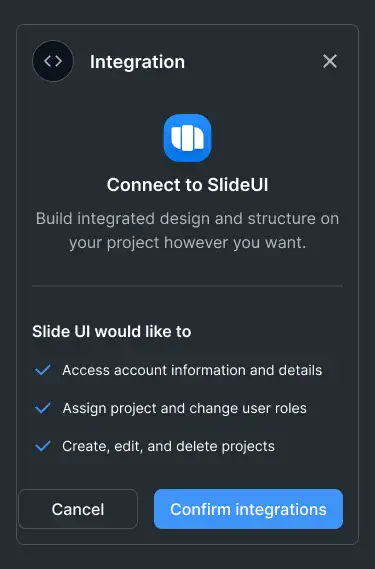 Integration
Connect to SlideUI
Build integrated design and structure on
your project however you want.
Slide UI would like to
Access account information and details
Assign project and change user roles
Create, edit, and delete projects
Cancel
Confirm integrations